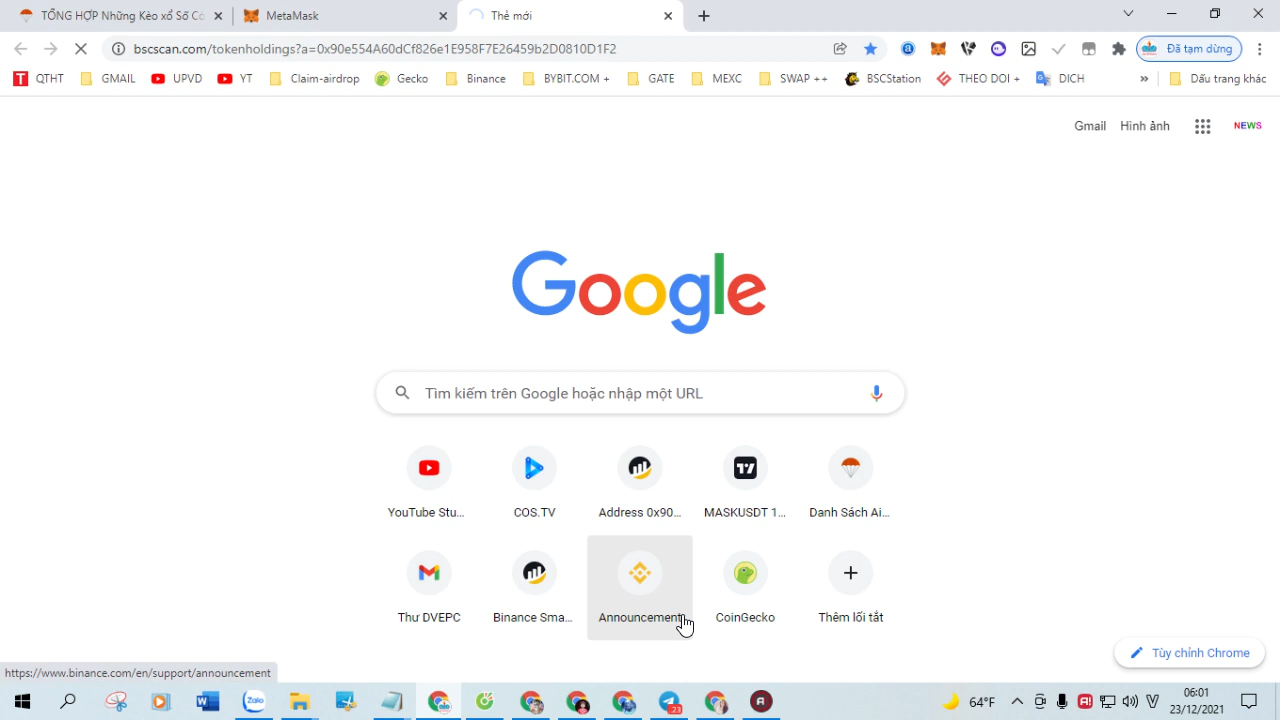 TỔNG HỢP Những Kèo xổ Số Cò
MetaMask
Thẻ mới
bscscan.com/tokenholdings?a=0x90e554A60dCf826e1E958F7E26459b2D0810D1F2
Đã tạm dừng
QTHT
GMAIL
UPVD
YT
Claim-airdrop
Gecko
Binance
BYBIT.COM +
GATE
MEXC
SWAP ++
BSCStation
THEO DOI +
DICH
»
Dấu trang khác
Gmail
Hình ảnh
NEWS
Google
Tìm kiếm trên Google hoặc nhập một URL
YouTube Stu...
COS.TV
Address 0x90...
MASKUSDT 1...
Danh Sách Ai...
Thư DVEPC
Binance Sma...
Announcement
CoinGecko
Thêm lối tắt
Tùy chỉnh Chrome
https://www.binance.com/en/support/announcement
Zalo
23
64°F
06:01
23/12/2021